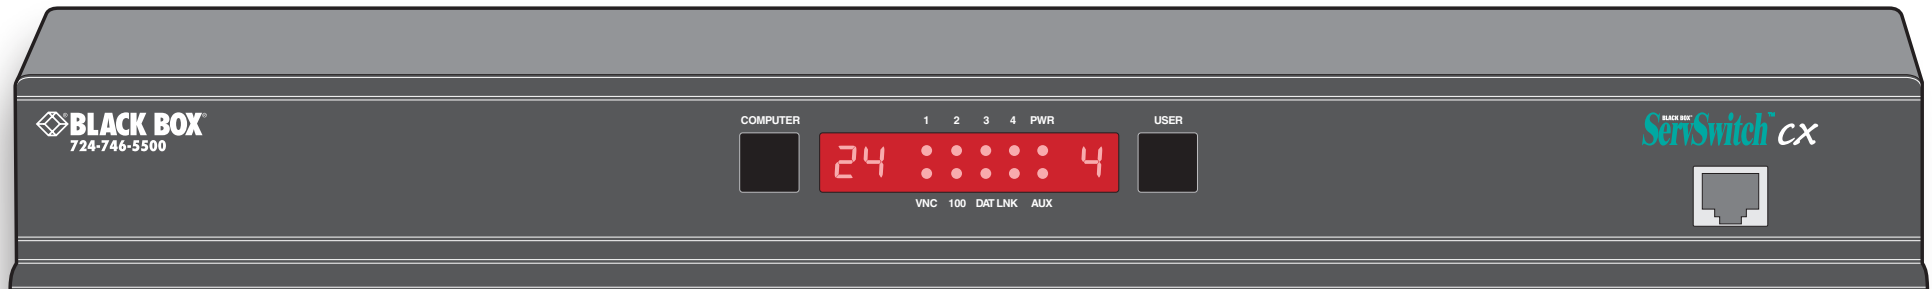 BLACK BOX®
724-746-5500
COMPUTER
1 2 3 4 PWR
USER
24
4
VNC 100 DAT LNK AUX
BLACK BOX®
ServSwitch™ CX